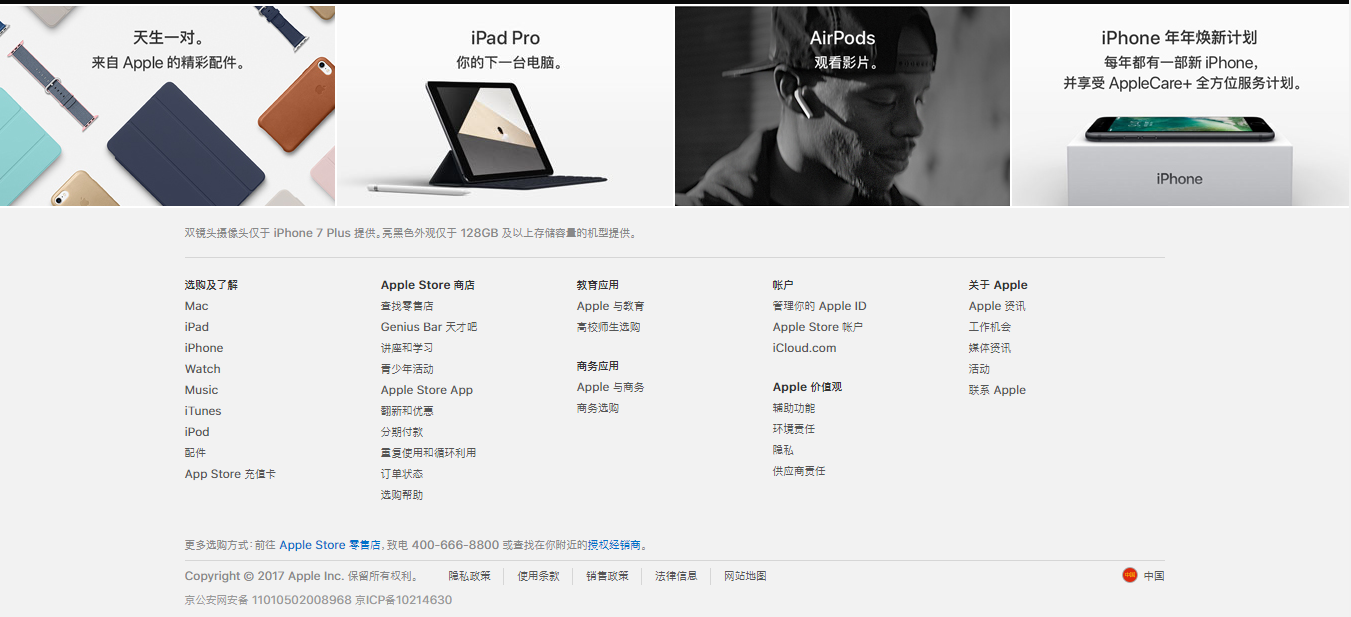 天生一对。
来自 Apple 的精彩配件。
iPad Pro
你的下一台电脑。
AirPods
观看影片。
iPhone 年年焕新计划
每年都有一部新 iPhone，
并享受 AppleCare+ 全方位服务计划。
iPhone
双镜头摄像头仅于 iPhone 7 Plus 提供。亮黑色外观仅于 128GB 及以上存储容量的机型提供。
选购及了解
Mac
iPad
iPhone
Watch
Music
iTunes
iPod
配件
App Store 充值卡
Apple Store 商店
查找零售店
Genius Bar 天才吧
讲座和学习
青少年活动
Apple Store App
翻新和优惠
分期付款
重复使用和循环利用
订单状态
选购帮助
教育应用
Apple 与教育
高校师生选购
商务应用
Apple 与商务
商务选购
帐户
管理你的 Apple ID
Apple Store 帐户
iCloud.com
Apple 价值观
辅助功能
环境责任
隐私
供应商责任
关于 Apple
Apple 资讯
工作机会
媒体资讯
活动
联系 Apple
更多选购方式：前往 Apple Store 零售店，致电 400-666-8800 或查找在你附近的授权经销商。
Copyright © 2017 Apple Inc. 保留所有权利。 隐私政策 使用条款 销售政策 法律信息 网站地图 中国 中国
京公安网安备 11010502008968 京ICP备10214630